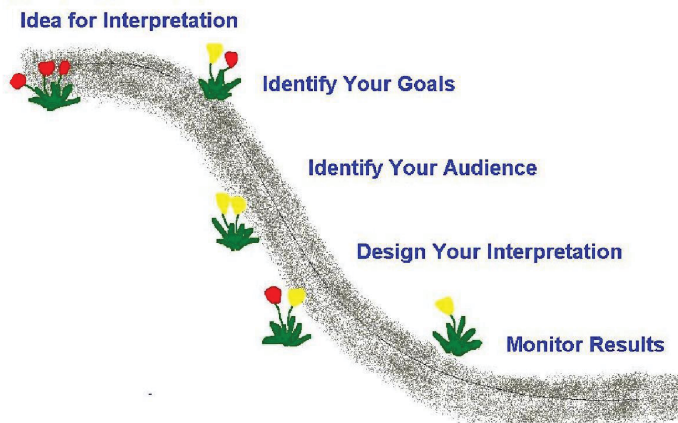 Idea for Interpretation
Identify Your Goals
Identify Your Audience
Design Your Interpretation
Monitor Results